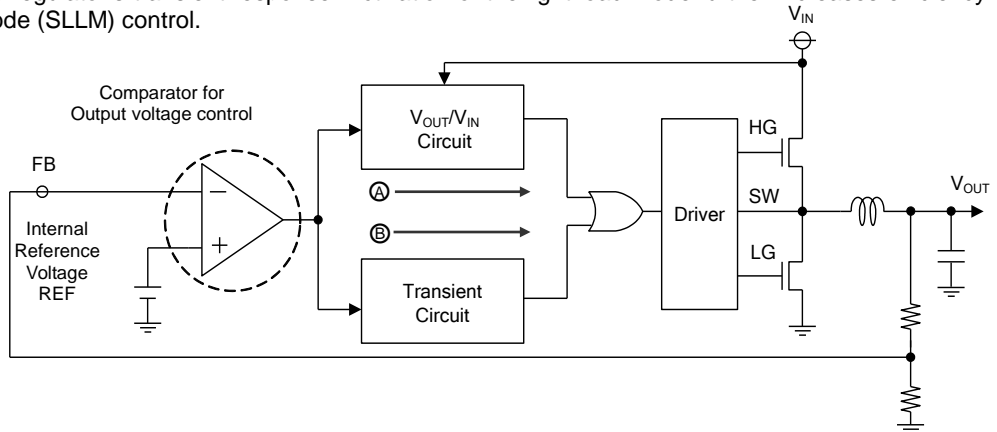 ode (SLLM) control.
VIN
Comparator for
Output voltage control
VOUT/VIN
Circuit
HG
FB
A
SW
VOUT
Driver
B
Internal
Reference
Voltage
REF
LG
Transient
Circuit